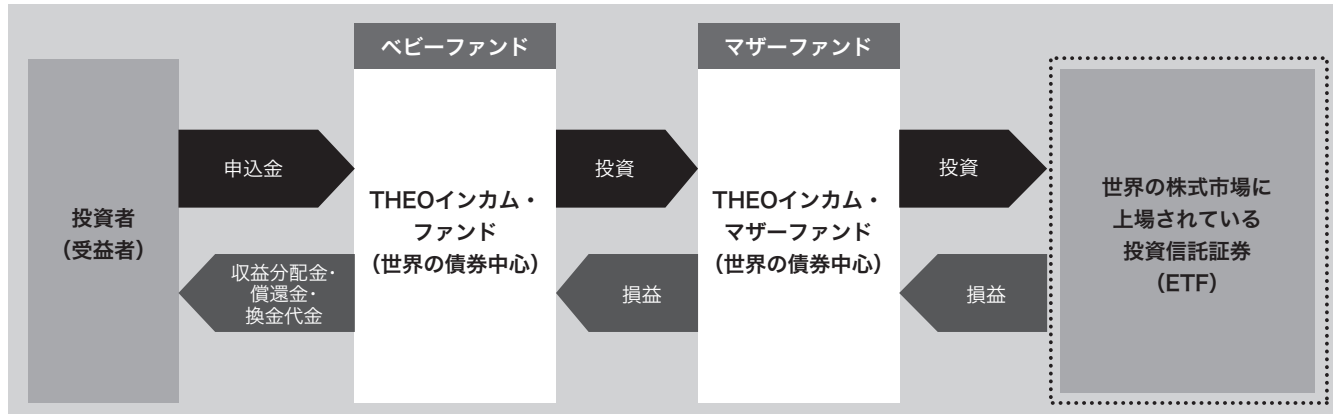 ベビーファンド
マザーファンド
投資者
（受益者）
申込金
収益分配金・
償還金・
換金代金
THEOインカム・
ファンド
（世界の債券中心）
投資
損益
THEOインカム・
マザーファンド
（世界の債券中心）
投資
損益
世界の株式市場に
上場されている
投資信託証券
（ETF）